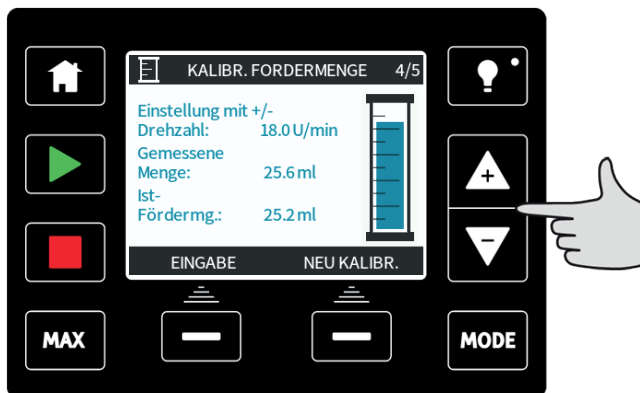 KALIBR. FORDERMENGE 4/5
Einstellung mit +/-
Drehzahl: 18.0 U/min
Gemessene
Menge: 25.6 ml
Ist-
Fördermg.: 25.2 ml
EINGABE NEU KALIBR.
MAX MODE